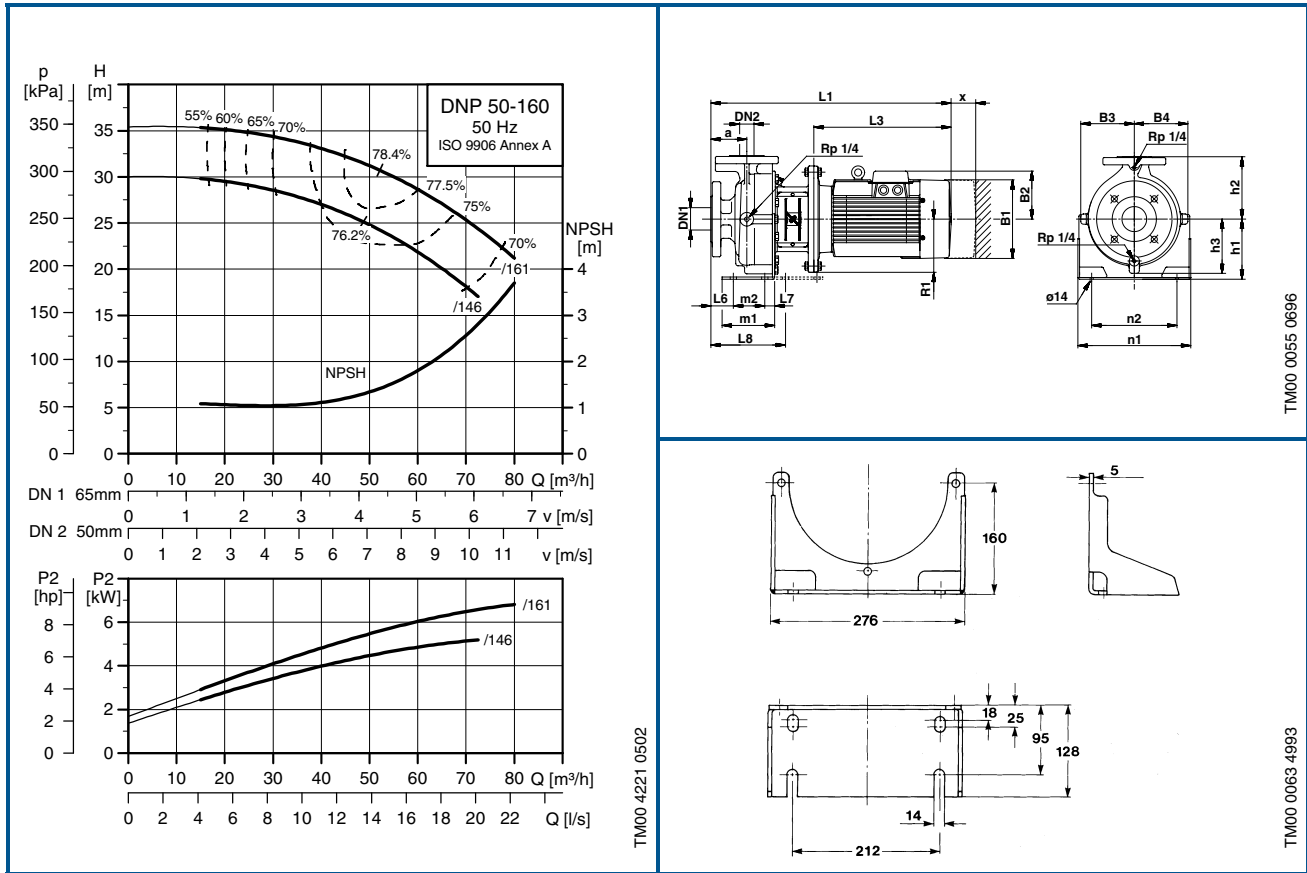 p
[kPa]
H
[m]
DNP 50-160
50 Hz
ISO 9906 Annex A
55% 60% 65% 70%
78.4%
77.5%
75%
76.2%
70%
/161
/146
NPSH
NPSH
[m]
350
300
250
200
150
100
50
0
35
30
25
20
15
10
5
0
4
3
2
1
0
0 10 20 30 40 50 60 70 80 Q [m³/h]
DN 1 65mm
0 1 2 3 4 5 6 7 v [m/s]
DN 2 50mm
0 1 2 3 4 5 6 7 8 9 10 11 v [m/s]
P2
[hp]
P2
[kW]
8
6
4
2
0
6
4
2
0
/161
/146
0 10 20 30 40 50 60 70 80 Q [m³/h]
0 2 4 6 8 10 12 14 16 18 20 22 Q [l/s]
TM00 4221 0502
L1
x
DN2
L3
a
Rp 1/4
DN1
B2
B1
R1
L6
m2
L7
m1
L8
B3
B4
Rp 1/4
h2
Rp 1/4
h3
h1
ø14
n2
n1
TM00 0055 0696
5
160
276
18
25
95
128
14
212
TM00 0063 4993